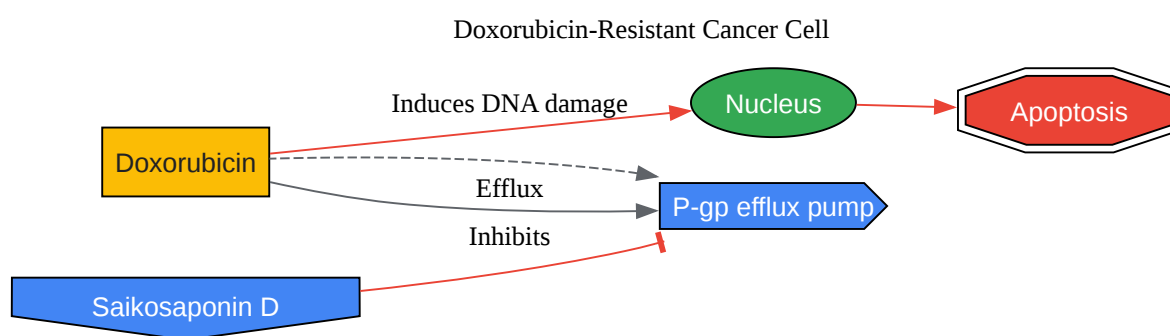 Doxorubicin-Resistant Cancer Cell
Induces DNA damage
Nucleus
Apoptosis
Doxorubicin
Efflux
P-gp efflux pump
Inhibits
Saikosaponin D